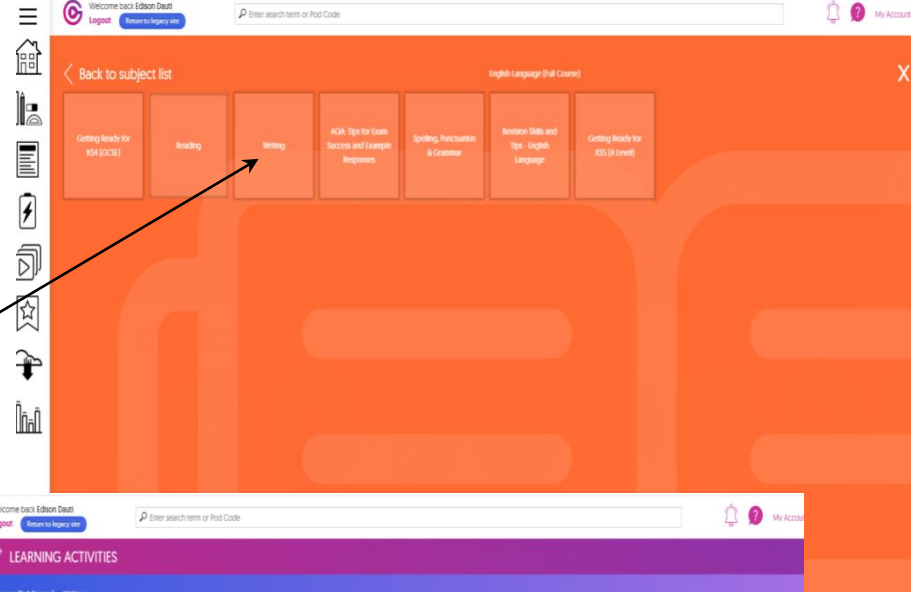 Welcome back Edison Dauti
Logout Return to legacy site
Enter search term or Pod Code
? My Account
Back to subject list
English Language (Full Course)
X
Getting Ready for
KS4 (GCSE)
Reading
Writing
AQA: Tips for Exam
Success and Example
Responses
Spelling, Punctuation
& Grammar
Revision Skills and
Tips - English
Language
Getting Ready for
KS5 (A Level)
elcome back Edison Dauti
gout Return to legacy site
Enter search term or Pod Code
? My Accou
LEARNING ACTIVITIES